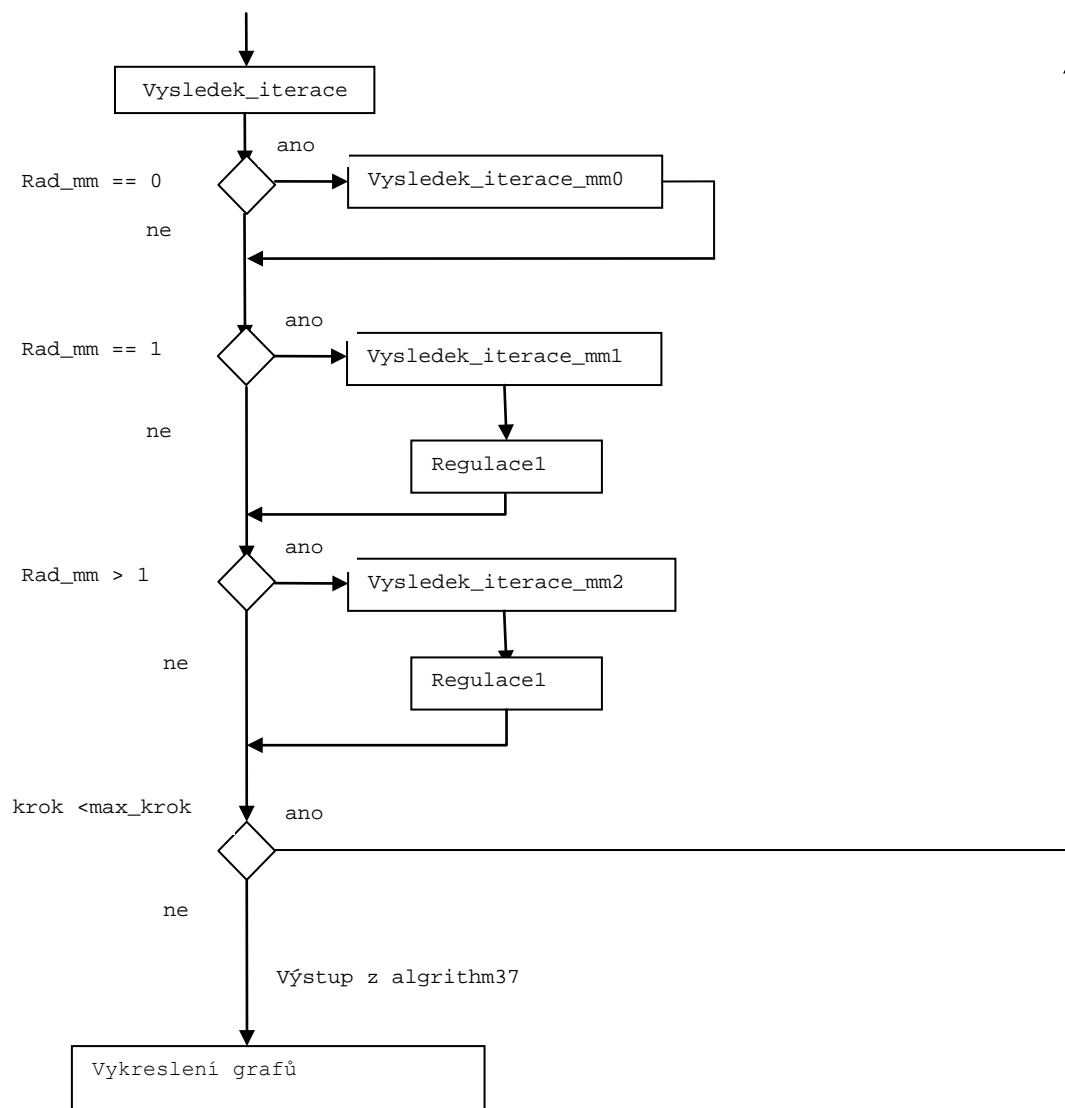 Vysledek_iterace
ano
Rad_mm == 0
Vysledek_iterace_mm0
ne
ano
Rad_mm == 1
Vysledek_iterace_mm1
ne
Regulace1
ano
Rad_mm > 1
Vysledek_iterace_mm2
ne
Regulace1
krok <max_krok
ano
ne
Výstup z algrithm37
Vykreslení grafů